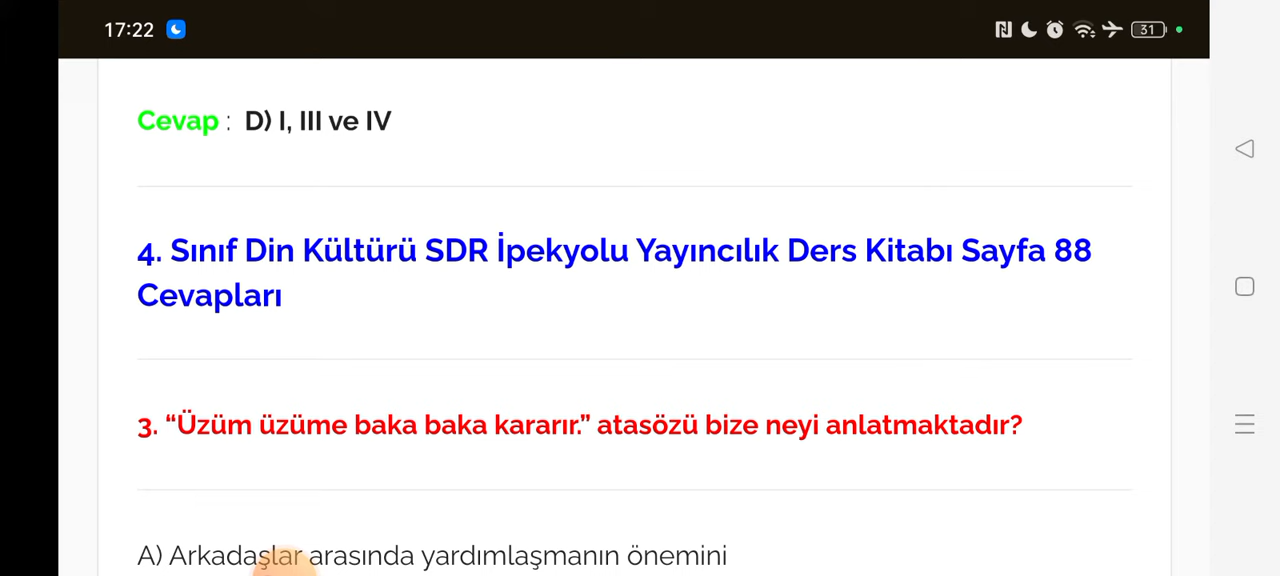 17:22
31
Cevap : D) I, III ve IV
4. Sınıf Din Kültürü SDR İpekyolu Yayıncılık Ders Kitabı Sayfa 88
Cevapları
3. “Üzüm üzüme baka baka kararır.” atasözü bize neyi anlatmaktadır?
A) Arkadaşlar arasında yardımlaşmanın önemini